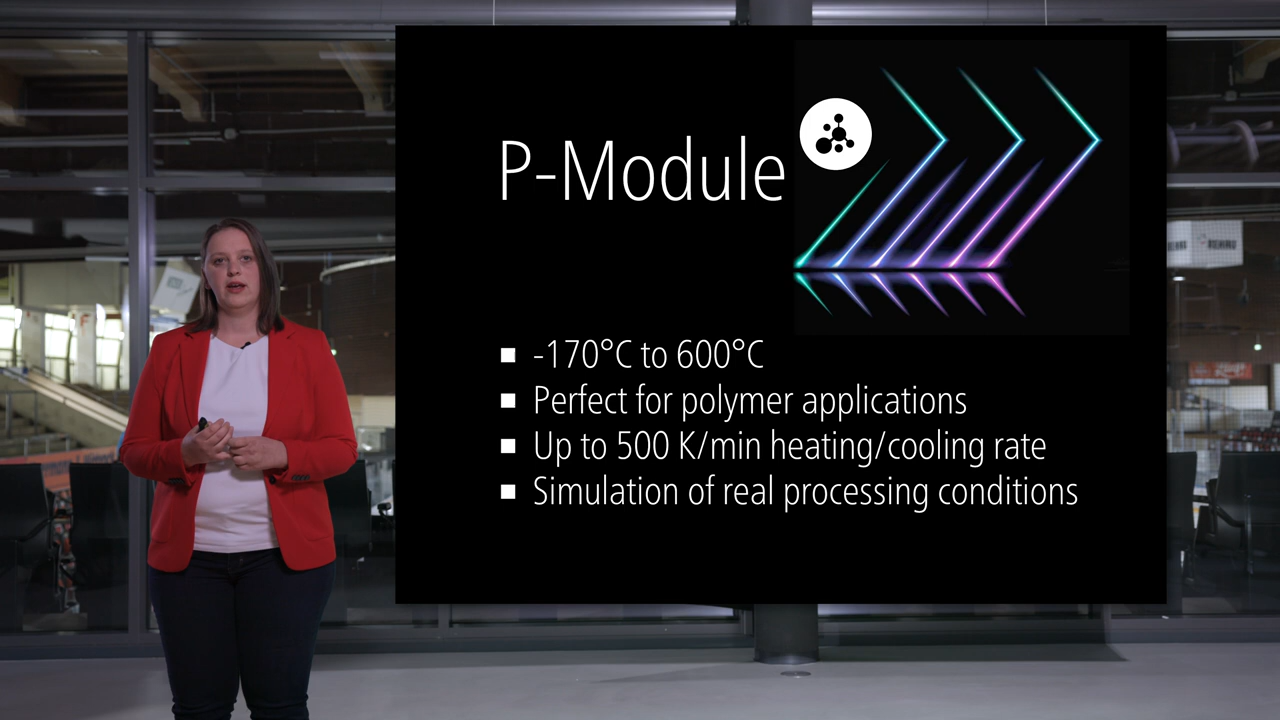 P-Module
-170°C to 600°C
Perfect for polymer applications
Up to 500 K/min heating/cooling rate
Simulation of real processing conditions